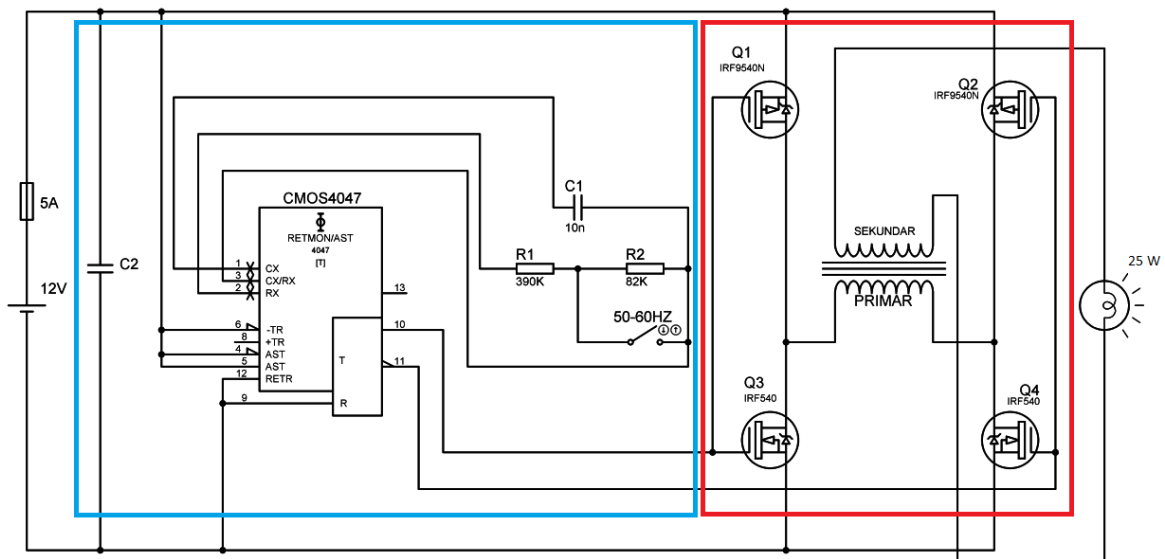 5A
12V
C2
CMOS4047
RETMON/AST
4047
[T]
1 CX
3 CX/RX
2 RX
6 -TR
8 +TR
4 AST
5 AST
12 RETR
9 R
T
13
10
11
C1
10n
R1
390K
R2
82K
50-60HZ
Q1
IRF9540N
Q2
IRF9540N
SEKUNDAR
PRIMAR
Q3
IRF540
Q4
IRF540
25 W